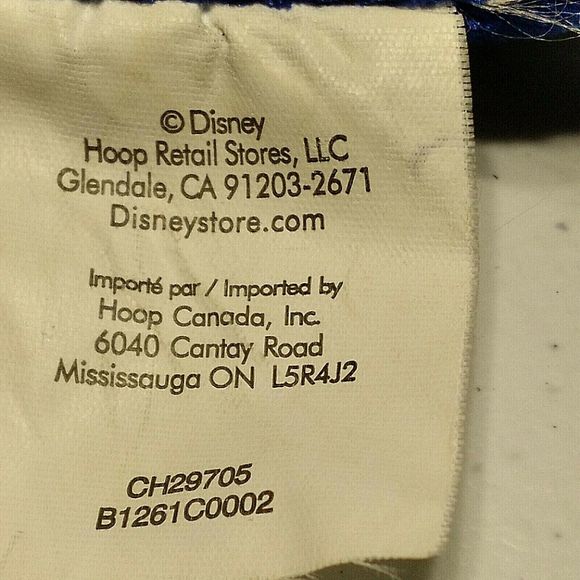 © Disney
Hoop Retail Stores, LLC
Glendale, CA 91203-2671
Disneystore.com
Importé par / Imported by
Hoop Canada, Inc.
6040 Cantay Road
Mississauga ON L5R4J2
CH29705
B1261C0002